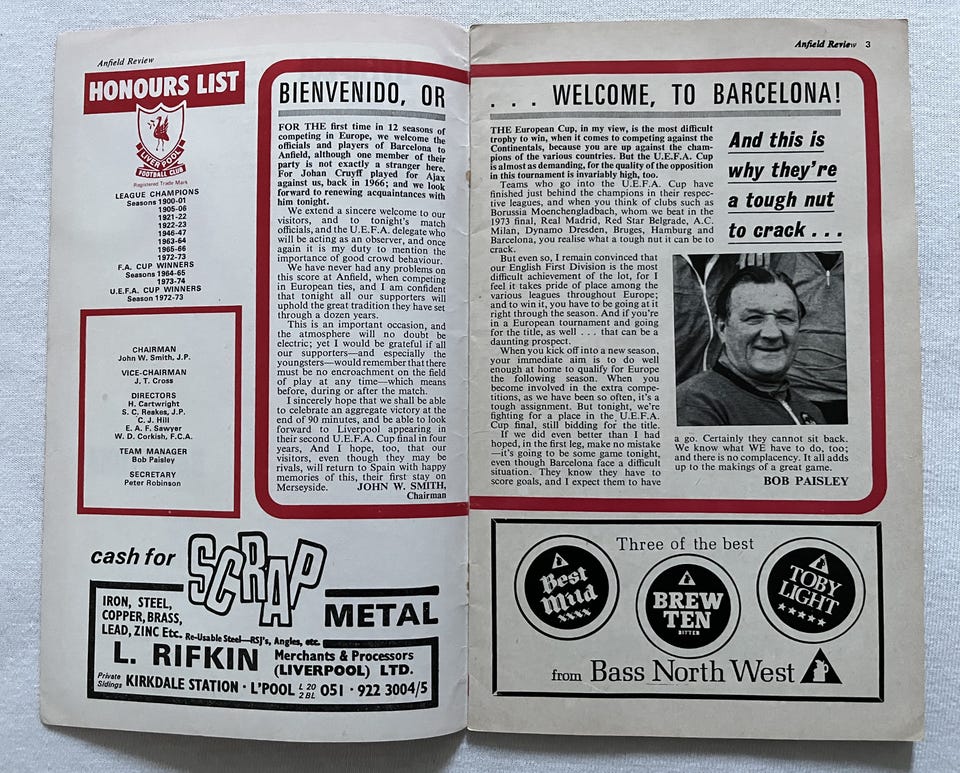 Anfield Review
HONOURS LIST
LIVERPOOL
FOOTBALL CLUB
Registered Trade Mark
LEAGUE CHAMPIONS
Seasons 1900-01
1905-06
1921-22
1922-23
1946-47
1963-64
1965-66
1972-73
F.A. CUP WINNERS
Seasons 1964-65
1973-74
U.E.F.A. CUP WINNERS
Season 1972-73
CHAIRMAN
John W. Smith, J.P.
VICE-CHAIRMAN
J. T. Cross
DIRECTORS
H. Cartwright
S. C. Reakes, J.P.
C. J. Hill
E. A. F. Sawyer
W. D. Corkish, F.C.A.
TEAM MANAGER
Bob Paisley
SECRETARY
Peter Robinson
BIENVENIDO, OR
FOR THE first time in 12 seasons of
competing in Europe, we welcome the
officials and players of Barcelona to
Anfield, although one member of their
party is not exactly a stranger here.
For Johan Cruyff played for Ajax
against us, back in 1966; and we look
forward to renewing acquaintances with
him tonight.
We extend a sincere welcome to our
visitors, and to tonight's match
officials, and the U.E.F.A. delegate who
will be acting as an observer, and once
again it is my duty to mention the
importance of good crowd behaviour.
We have never had any problems on
this score at Anfield, when competing
in European ties, and I am confident
that tonight all our supporters will
uphold the great tradition they have set
through a dozen years.
This is an important occasion, and
the atmosphere will no doubt be
electric; yet I would be grateful if all
our supporters—and especially the
youngsters—would remember that there
must be no encroachment on the field
of play at any time—which means
before, during or after the match.
I sincerely hope that we shall be able
to celebrate an aggregate victory at the
end of 90 minutes, and be able to look
forward to Liverpool appearing in
their second U.E.F.A. Cup final in four
years, And I hope, too, that our
visitors, even though they may be
rivals, will return to Spain with happy
memories of this, their first stay on
Merseyside. JOHN W. SMITH,
Chairman
cash for SCRAP
METAL
IRON, STEEL,
COPPER, BRASS,
LEAD, ZINC Etc. Re-Usable Steel—RSJ's, Angles, etc.
L. RIFKIN Merchants & Processors
(LIVERPOOL) LTD.
Private
Sidings KIRKDALE STATION · L'POOL L 20 2BL 051 · 922 3004/5
Anfield Review 3
. . . WELCOME, TO BARCELONA!
THE European Cup, in my view, is the most difficult
trophy to win, when it comes to competing against the
Continentals, because you are up against the cham-
pions of the various countries. But the U.E.F.A. Cup
is almost as demanding, for the quality of the opposition
in this tournament is invariably high, too.
Teams who go into the U.E.F.A. Cup have
finished just behind the champions in their respec-
tive leagues, and when you think of clubs such as
Borussia Moenchengladbach, whom we beat in the
1973 final, Real Madrid, Red Star Belgrade, A.C.
Milan, Dynamo Dresden, Bruges, Hamburg and
Barcelona, you realise what a tough nut it can be to
crack.
But even so, I remain convinced that
our English First Division is the most
difficult achievement of the lot, for I
feel it takes pride of place among the
various leagues throughout Europe;
and to win it, you have to be going at it
right through the season. And if you're
in a European tournament and going
for the title, as well . . . that can be a
daunting prospect.
When you kick off into a new season,
your immediate aim is to do well
enough at home to qualify for Europe
the following season. When you
become involved in the extra compe-
titions, as we have been so often, it's a
tough assignment. But tonight, we're
fighting for a place in the U.E.F.A.
Cup final, still bidding for the title.
If we did even better than I had
hoped, in the first leg, make no mistake
—it's going to be some game tonight,
even though Barcelona face a difficult
situation. They know they have to
score goals, and I expect them to have
And this is
why they're
a tough nut
to crack . . .
a go. Certainly they cannot sit back.
We know what WE have to do, too;
and there is no complacency. It all adds
up to the makings of a great game.
BOB PAISLEY
Three of the best
Best
Mild
BREW
TEN
BITTER
TOBY
LIGHT
from Bass North West